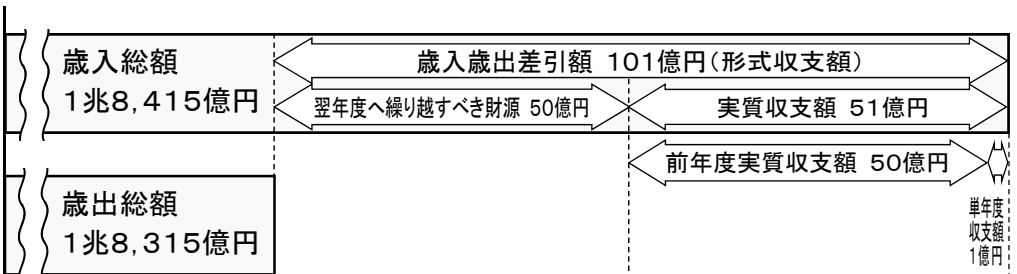 歳入総額
1兆8,415億円
歳入歳出差引額 101億円(形式収支額)
翌年度へ繰り越すべき財源 50億円
実質収支額 51億円
前年度実質収支額 50億円
歳出総額
1兆8,315億円
単年度
収支額
1億円